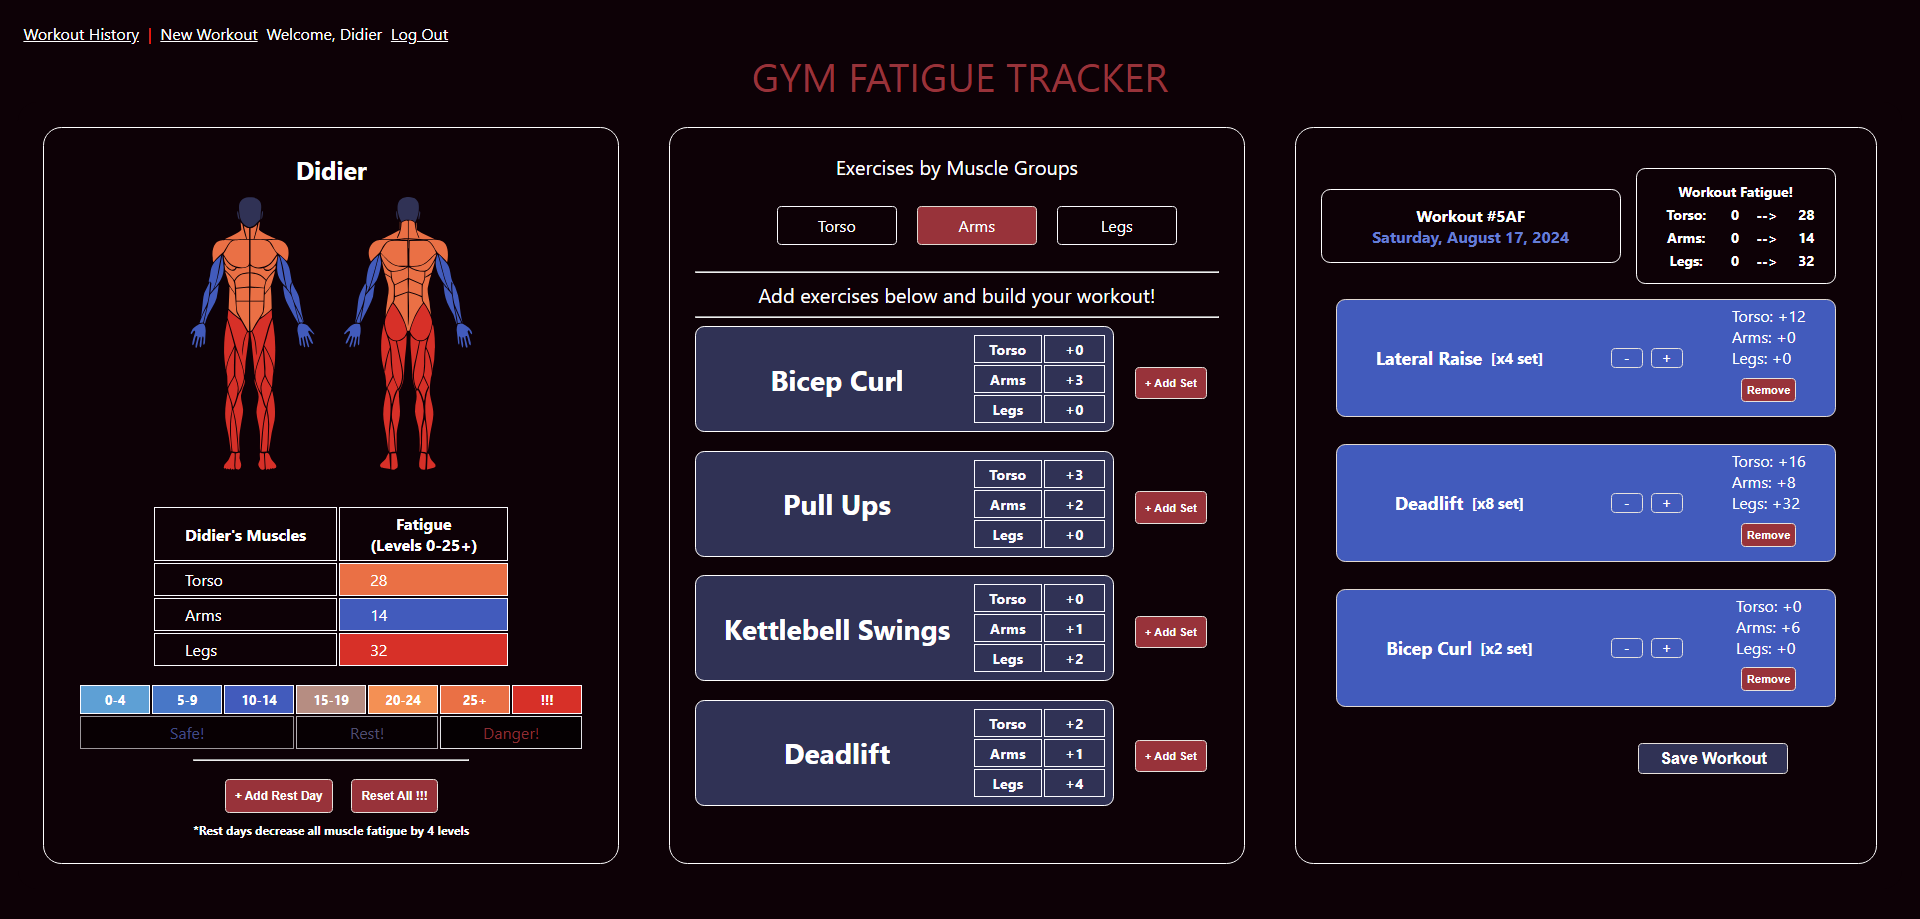 Workout History | New Workout Welcome, Didier Log Out
GYM FATIGUE TRACKER
Didier
Didier's Muscles
Fatigue
(Levels 0-25+)
Torso 28
Arms 14
Legs 32
0-4 5-9 10-14 15-19 20-24 25+ !!!
Safe! Rest! Danger!
+ Add Rest Day Reset All !!!
*Rest days decrease all muscle fatigue by 4 levels
Exercises by Muscle Groups
Torso Arms Legs
Add exercises below and build your workout!
Bicep Curl
Torso +0
Arms +3
Legs +0
+ Add Set
Pull Ups
Torso +3
Arms +2
Legs +0
+ Add Set
Kettlebell Swings
Torso +0
Arms +1
Legs +2
+ Add Set
Deadlift
Torso +2
Arms +1
Legs +4
+ Add Set
Workout #5AF
Saturday, August 17, 2024
Workout Fatigue!
Torso: 0 --> 28
Arms: 0 --> 14
Legs: 0 --> 32
Lateral Raise [x4 set]
- +
Torso: +12
Arms: +0
Legs: +0
Remove
Deadlift [x8 set]
- +
Torso: +16
Arms: +8
Legs: +32
Remove
Bicep Curl [x2 set]
- +
Torso: +0
Arms: +6
Legs: +0
Remove
Save Workout